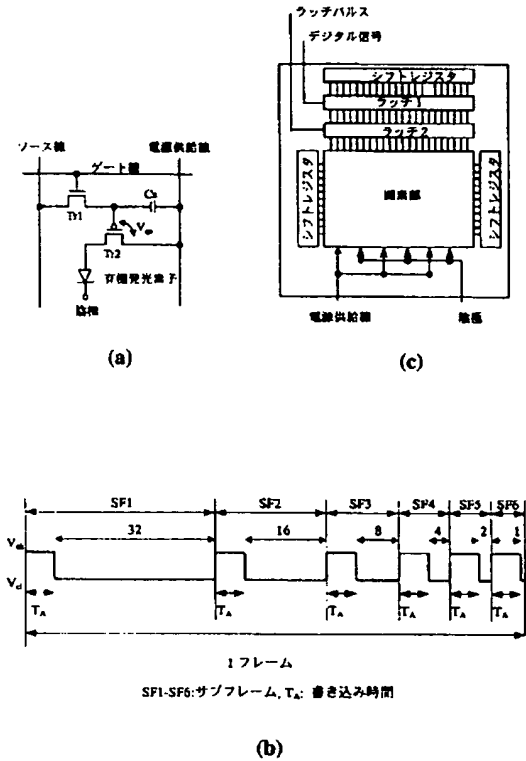 ラッチパルス
デジタル信号
シフトレジスタ
ラッチ1
ラッチ2
シフトレジスタ
画素部
シフトレジスタ
電源供給線
陰極
(c)
ソース線
電源供給線
ゲート線
Cs
Tr1
Tr2
有機発光素子
陰極
(a)
SF1
SF2
SF3
SF4
SF5
SF6
32
16
8
4
2
1
TA
TA
TA
TA
TA
TA
1フレーム
SF1-SF6:サブフレーム, TA: 書き込み時間
(b)